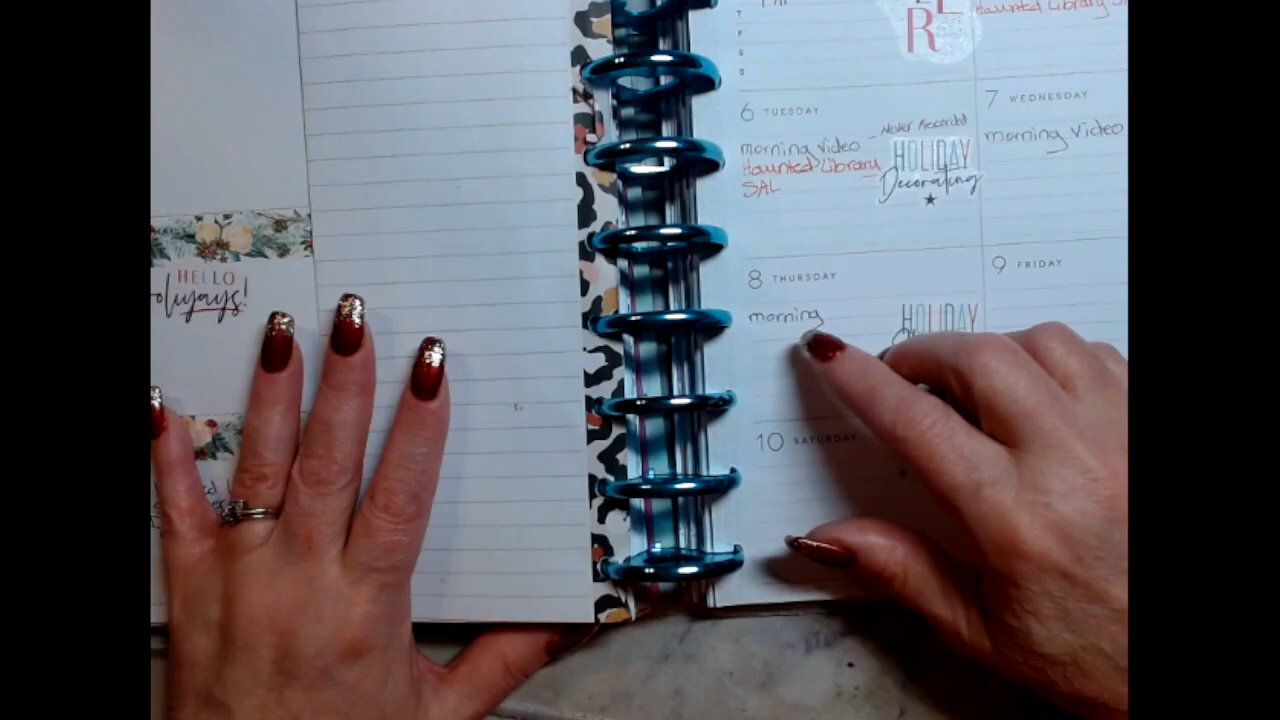 HELLO
T
F
S
S
R
Haunted Library
6 TUESDAY
morning video - Never Recorded
Haunted Library -
SAL
HOLIDAY
Decorating
7 WEDNESDAY
morning video
8 THURSDAY
morning
HOLIDAY
9 FRIDAY
10 SATURDAY